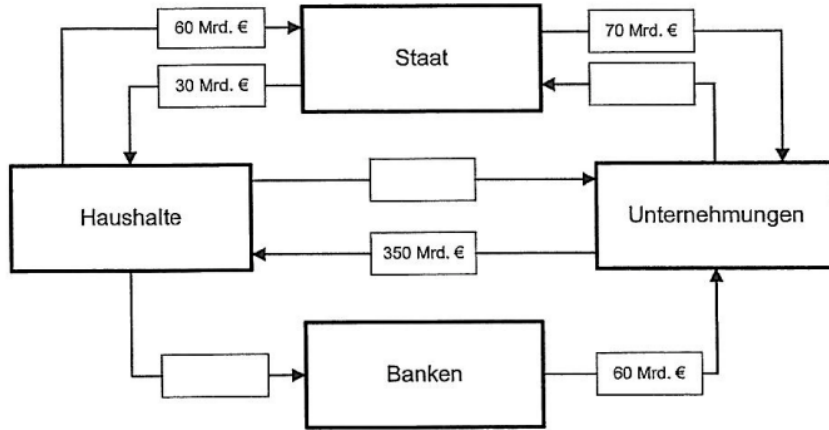 60 Mrd. €
Staat
70 Mrd. €
30 Mrd. €
Haushalte
Unternehmungen
350 Mrd. €
Banken
60 Mrd. €